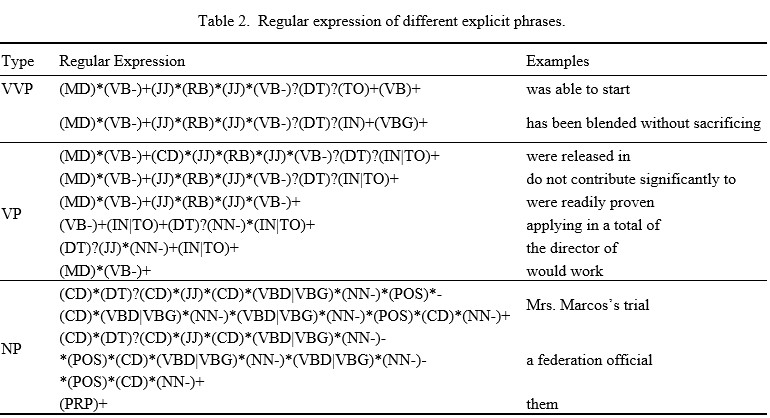 Table 2. Regular expression of different explicit phrases.
Type Regular Expression Examples
VVP (MD)*(VB-)+(JJ)*(RB)*(JJ)*(VB-)?(DT)?(TO)+(VB)+ was able to start
(MD)*(VB-)+(JJ)*(RB)*(JJ)*(VB-)?(DT)?(IN)+(VBG)+ has been blended without sacrificing
VP (MD)*(VB-)+(CD)*(JJ)*(RB)*(JJ)*(VB-)?(DT)?(IN|TO)+ were released in
(MD)*(VB-)+(JJ)*(RB)*(JJ)*(VB-)?(DT)?(IN|TO)+ do not contribute significantly to
(MD)*(VB-)+(JJ)*(RB)*(JJ)*(VB-)+ were readily proven
(VB-)+(IN|TO)+(DT)?(NN-)*(IN|TO)+ applying in a total of
(DT)?(JJ)*(NN-)+(IN|TO)+ the director of
(MD)*(VB-)+ would work
NP (CD)*(DT)?(CD)*(JJ)*(CD)*(VBD|VBG)*(NN-)*(POS)*-
(CD)*(VBD|VBG)*(NN-)*(VBD|VBG)*(NN-)*(POS)*(CD)*(NN-)+ Mrs. Marcos’s trial
(CD)*(DT)?(CD)*(JJ)*(CD)*(VBD|VBG)*(NN-)-
*(POS)*(CD)*(VBD|VBG)*(NN-)*(VBD|VBG)*(NN-)- a federation official
*(POS)*(CD)*(NN-)+
(PRP)+ them